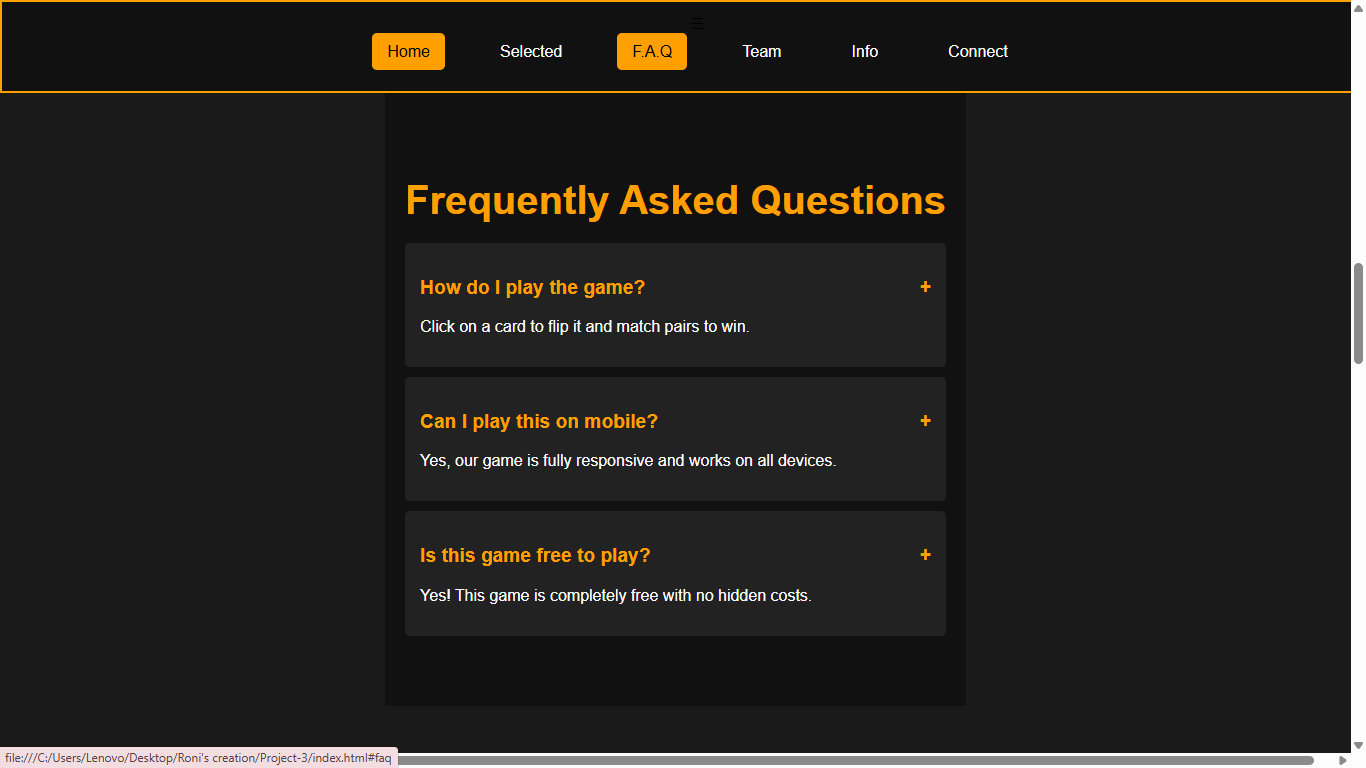 ☰
Home Selected F.A.Q Team Info Connect
Frequently Asked Questions
How do I play the game? +
Click on a card to flip it and match pairs to win.
Can I play this on mobile? +
Yes, our game is fully responsive and works on all devices.
Is this game free to play? +
Yes! This game is completely free with no hidden costs.
file:///C:/Users/Lenovo/Desktop/Roni's creation/Project-3/index.html#faq